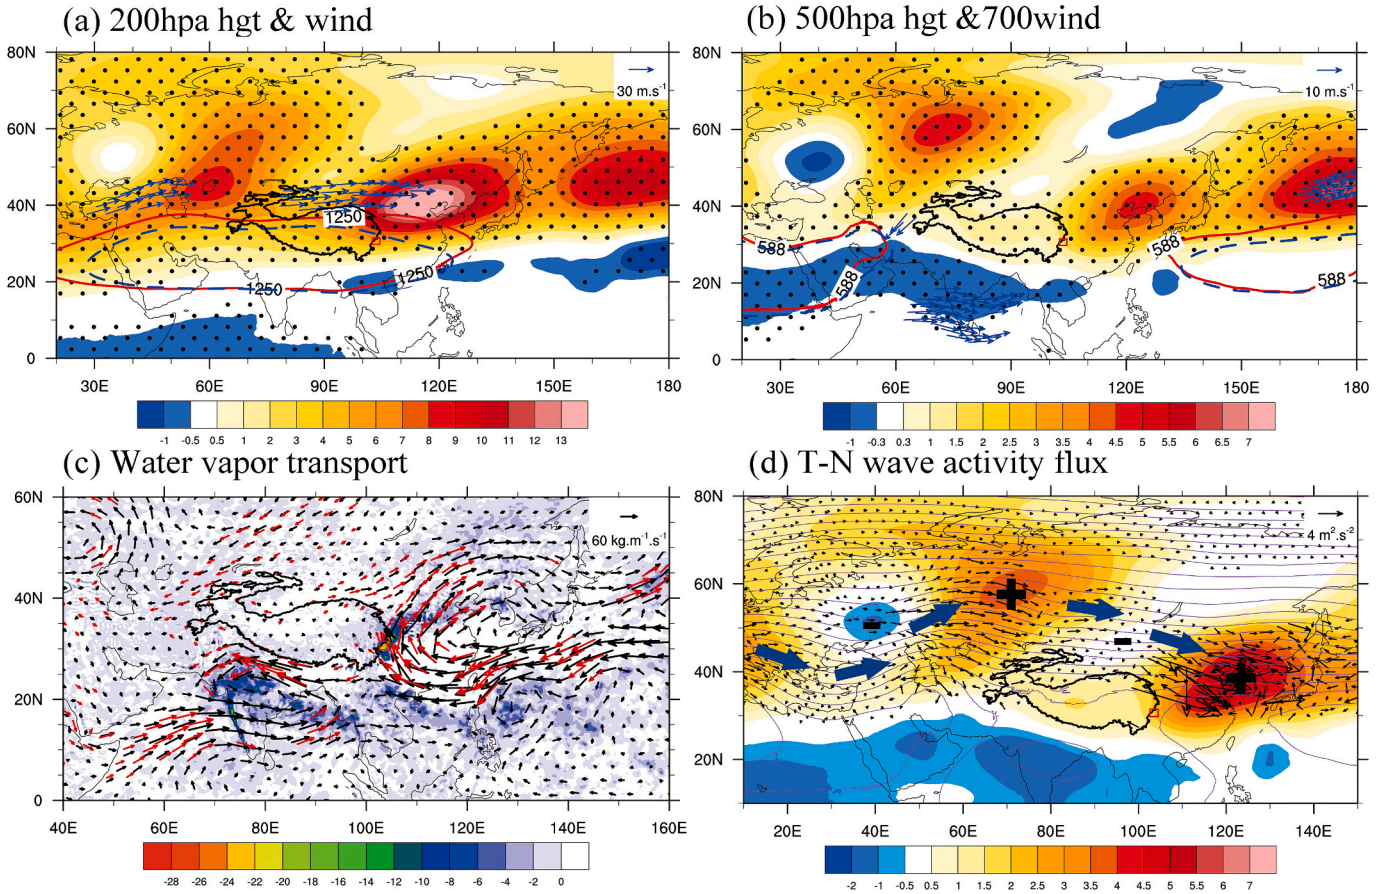 (a) 200hpa hgt & wind
80N
60N
40N
20N
0
30E 60E 90E 120E 150E 180
30 m.s⁻¹
1250
1250
1250
-1 -0.5 0.5 1 2 3 4 5 6 7 8 9 10 11 12 13
(b) 500hpa hgt &700wind
80N
60N
40N
20N
0
30E 60E 90E 120E 150E 180
10 m.s⁻¹
588
588
588
588
-1 -0.3 0.3 1 1.5 2 2.5 3 3.5 4 4.5 5 5.5 6 6.5 7
(c) Water vapor transport
60N
40N
20N
0
40E 60E 80E 100E 120E 140E 160E
60 kg.m⁻¹.s⁻¹
-28 -26 -24 -22 -20 -18 -16 -14 -12 -10 -8 -6 -4 -2 0
(d) T-N wave activity flux
80N
60N
40N
20N
20E 40E 60E 80E 100E 120E 140E
4 m².s⁻²
-2 -1 -0.5 0.5 1 1.5 2 2.5 3 3.5 4 4.5 5 5.5 6 7